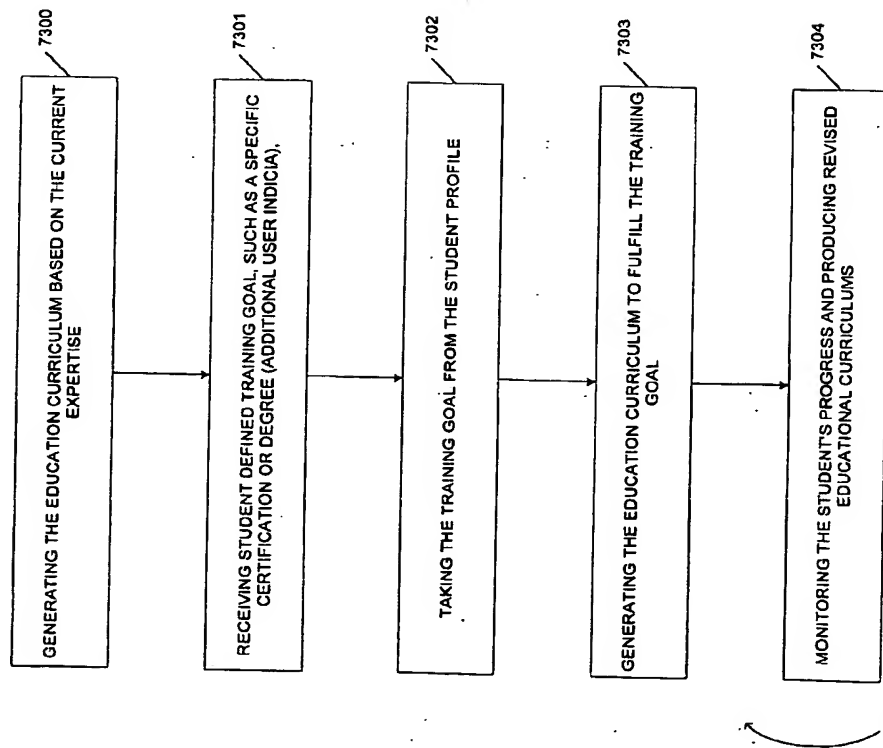 7300
GENERATING THE EDUCATION CURRICULUM BASED ON THE CURRENT
EXPERTISE
7301
RECEIVING STUDENT DEFINED TRAINING GOAL, SUCH AS A SPECIFIC
CERTIFICATION OR DEGREE (ADDITIONAL USER INDICIA),
7302
TAKING THE TRAINING GOAL FROM THE STUDENT PROFILE
7303
GENERATING THE EDUCATION CURRICULUM TO FULFILL THE TRAINING
GOAL
7304
MONITORING THE STUDENT'S PROGRESS AND PRODUCING REVISED
EDUCATIONAL CURRICULUMS